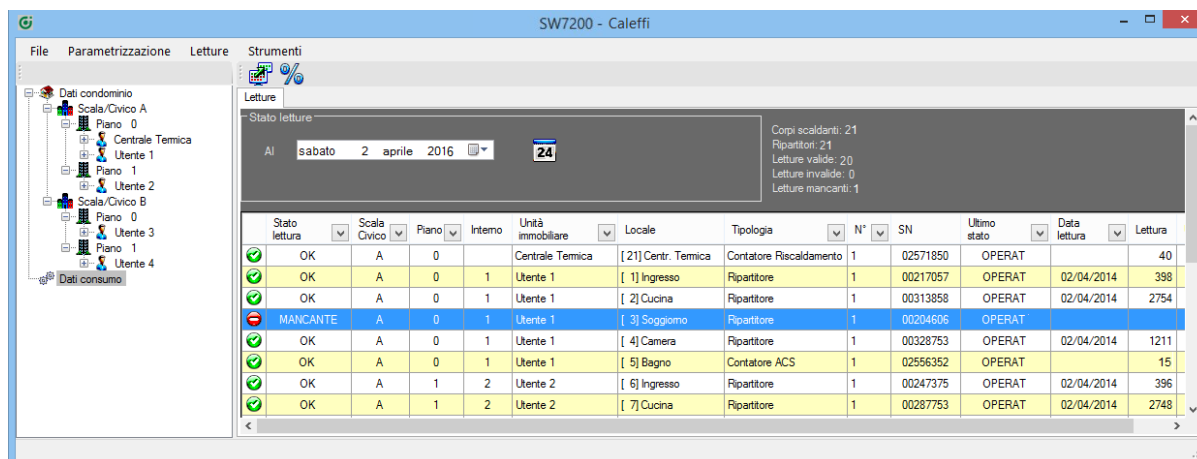 SW7200 - Caleffi
File Parametrizzazione Letture Strumenti
Dati condominio
Scala/Civico A
Piano 0
Centrale Termica
Utente 1
Piano 1
Utente 2
Scala/Civico B
Piano 0
Utente 3
Piano 1
Utente 4
Dati consumo
Letture
Stato letture
Al sabato 2 aprile 2016 24
Corpi scaldanti: 21
Ripartitori: 21
Letture valide: 20
Letture invalide: 0
Letture mancanti: 1
Stato lettura Scala Civico Piano Interno Unità immobiliare Locale Tipologia N° SN Ultimo stato Data lettura Lettura
OK A 0 Centrale Termica [ 21] Centr. Termica Contatore Riscaldamento 1 02571850 OPERAT 40
OK A 0 1 Utente 1 [ 1] Ingresso Ripartitore 1 00217057 OPERAT 02/04/2014 398
OK A 0 1 Utente 1 [ 2] Cucina Ripartitore 1 00313858 OPERAT 02/04/2014 2754
MANCANTE A 0 1 Utente 1 [ 3] Soggiorno Ripartitore 1 00204606 OPERAT
OK A 0 1 Utente 1 [ 4] Camera Ripartitore 1 00328753 OPERAT 02/04/2014 1211
OK A 0 1 Utente 1 [ 5] Bagno Contatore ACS 1 02556352 OPERAT 15
OK A 1 2 Utente 2 [ 6] Ingresso Ripartitore 1 00247375 OPERAT 02/04/2014 396
OK A 1 2 Utente 2 [ 7] Cucina Ripartitore 1 00287753 OPERAT 02/04/2014 2748